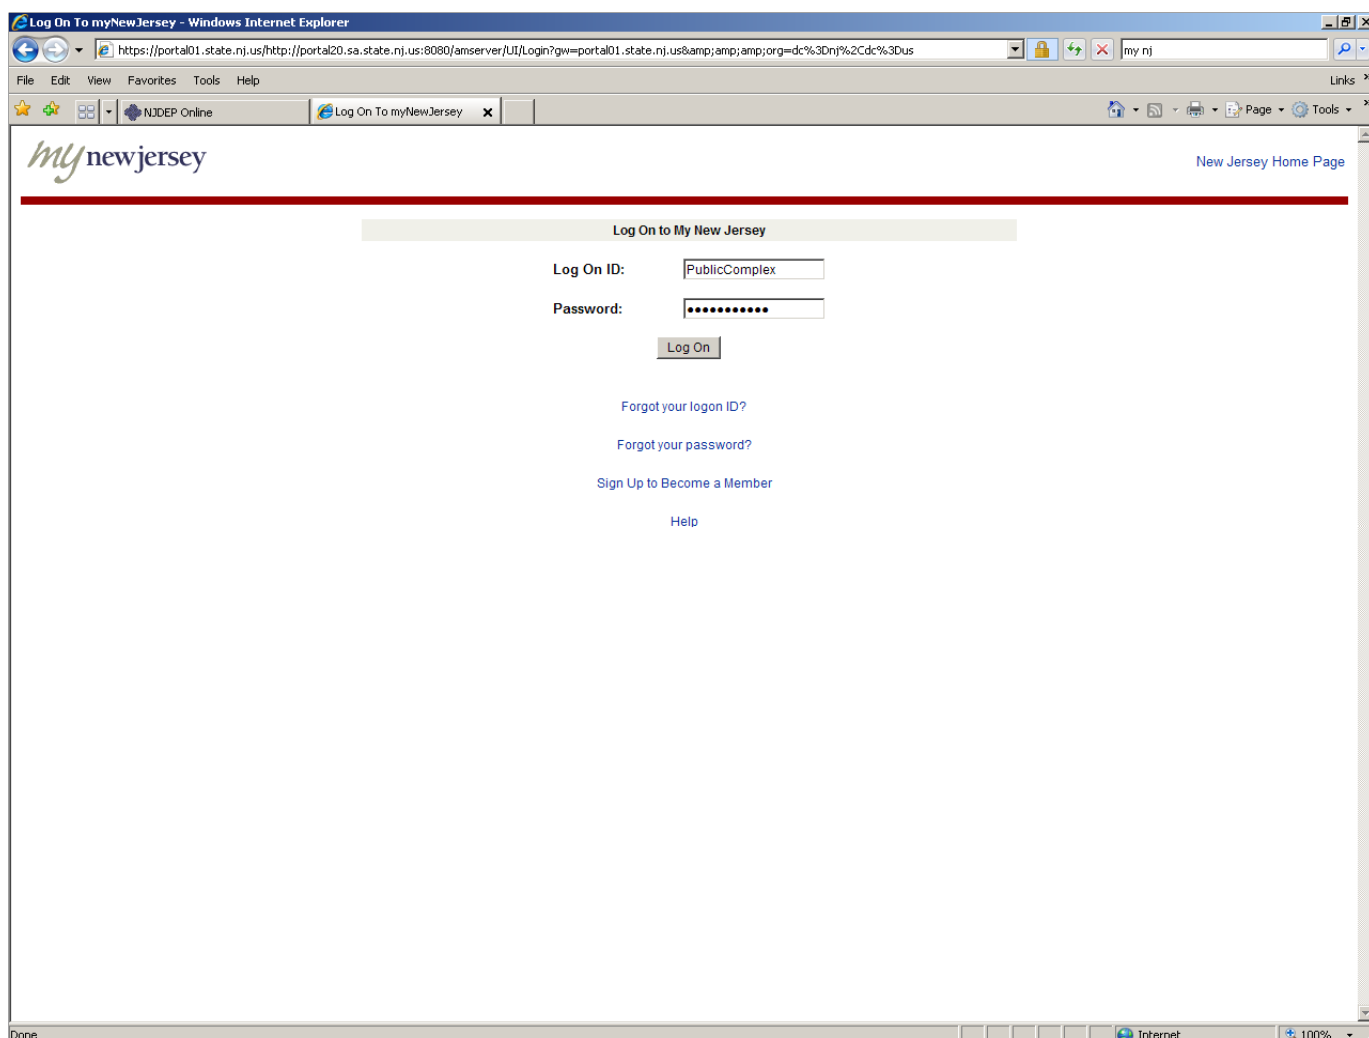 Log On To myNewJersey - Windows Internet Explorer
https://portal01.state.nj.us/http://portal20.sa.state.nj.us:8080/amserver/UI/Login?gw=portal01.state.nj.us&amp;amp;amp;org=dc%3Dnj%2Cdc%3Dus
my nj
File Edit View Favorites Tools Help
Links
NJDEP Online
Log On To myNewJersey
Page
Tools
my newjersey
New Jersey Home Page
Log On to My New Jersey
Log On ID: PublicComplex
Password: •••••••••••
Log On
Forgot your logon ID?
Forgot your password?
Sign Up to Become a Member
Help
Done
Internet
100%